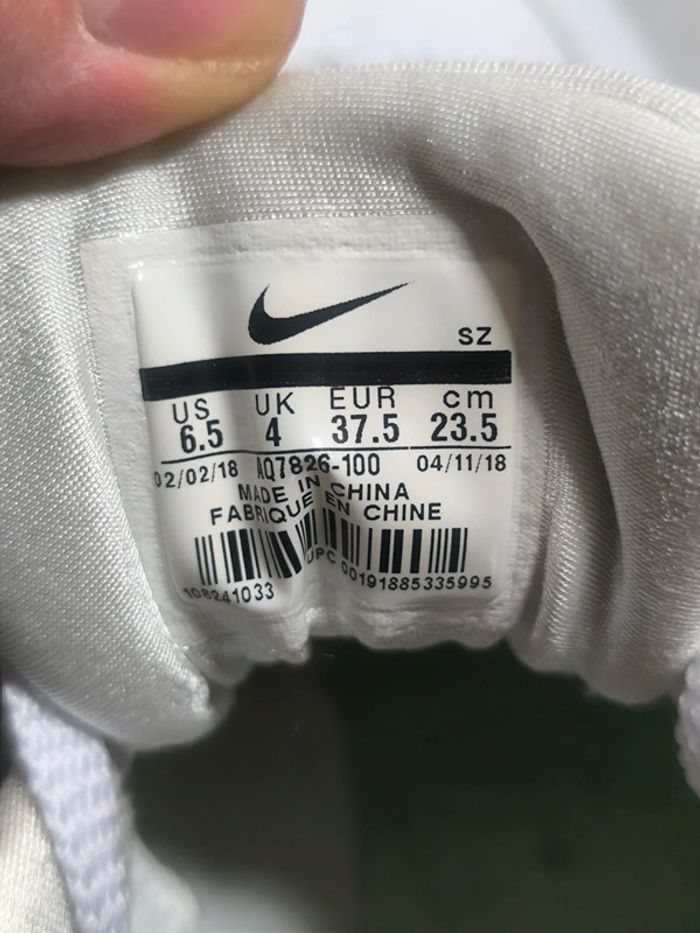 SZ
US UK EUR cm
6.5 4 37.5 23.5
02/02/18 AQ7826-100 04/11/18
MADE IN CHINA
FABRIQUE EN CHINE
108241033 UPC 00191885335995